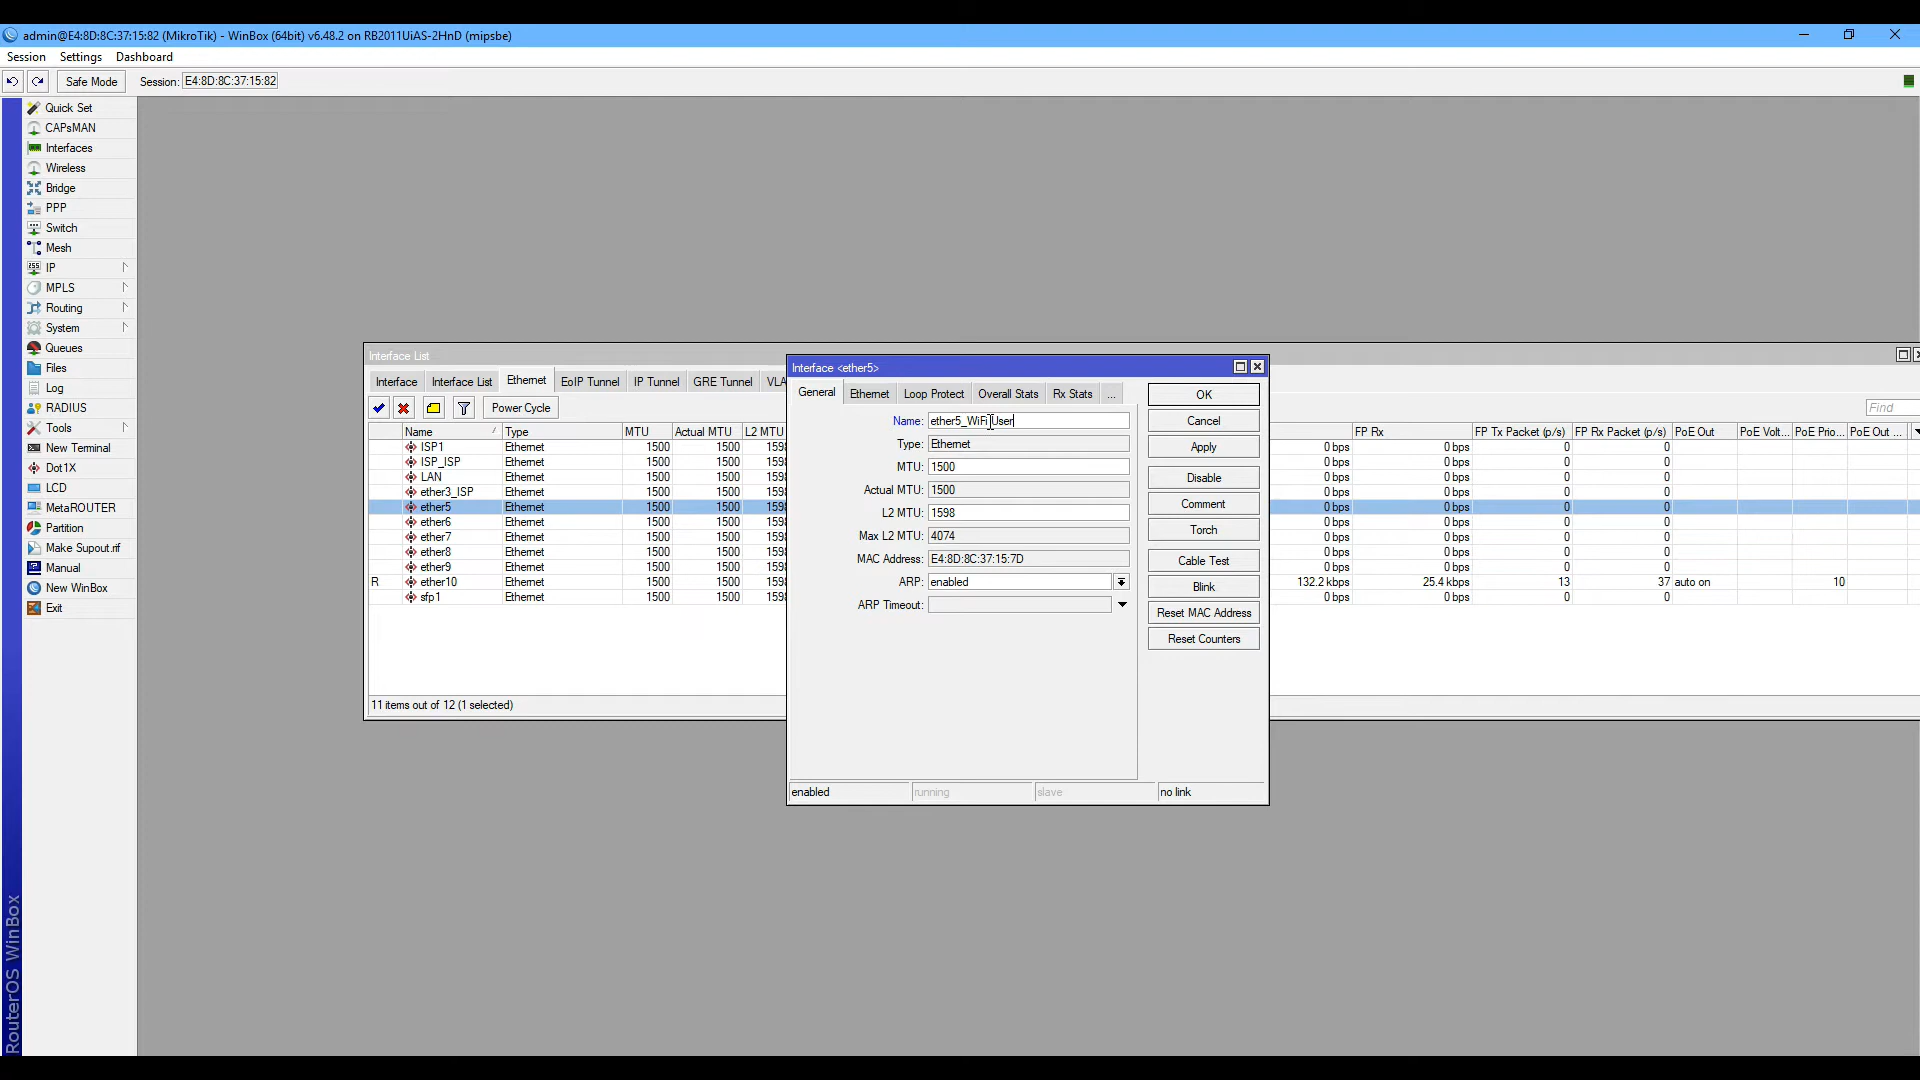 admin@E4:8D:8C:37:15:82 (MikroTik) - WinBox (64bit) v6.48.2 on RB2011UiAS-2HnD (mipsbe)
Session Settings Dashboard
Safe Mode Session: E4:8D:8C:37:15:82
Quick Set
CAPsMAN
Interfaces
Wireless
Bridge
PPP
Switch
Mesh
IP
MPLS
Routing
System
Queues
Files
Log
RADIUS
Tools
New Terminal
Dot1X
LCD
MetaROUTER
Partition
Make Supout.rif
Manual
New WinBox
Exit
RouterOS WinBox
Interface List
Interface Interface List Ethernet EoIP Tunnel IP Tunnel GRE Tunnel VLA
Power Cycle Find
Name Type MTU Actual MTU L2 MTU FP Rx FP Tx Packet (p/s) FP Rx Packet (p/s) PoE Out PoE Volt... PoE Prio... PoE Out ...
ISP1 Ethernet 1500 1500 1598 0 bps 0 bps 0 0
ISP_ISP Ethernet 1500 1500 1598 0 bps 0 bps 0 0
LAN Ethernet 1500 1500 1598 0 bps 0 bps 0 0
ether3_ISP Ethernet 1500 1500 1598 0 bps 0 bps 0 0
ether5 Ethernet 1500 1500 1598 0 bps 0 bps 0 0
ether6 Ethernet 1500 1500 1598 0 bps 0 bps 0 0
ether7 Ethernet 1500 1500 1598 0 bps 0 bps 0 0
ether8 Ethernet 1500 1500 1598 0 bps 0 bps 0 0
ether9 Ethernet 1500 1500 1598 0 bps 0 bps 0 0
R ether10 Ethernet 1500 1500 1598 132.2 kbps 25.4 kbps 13 37 auto on 10
sfp1 Ethernet 1500 1500 1598 0 bps 0 bps 0 0
11 items out of 12 (1 selected)
Interface <ether5>
General Ethernet Loop Protect Overall Stats Rx Stats ...
Name: ether5_WiFi User
Type: Ethernet
MTU: 1500
Actual MTU: 1500
L2 MTU: 1598
Max L2 MTU: 4074
MAC Address: E4:8D:8C:37:15:7D
ARP: enabled
ARP Timeout:
OK
Cancel
Apply
Disable
Comment
Torch
Cable Test
Blink
Reset MAC Address
Reset Counters
enabled running slave no link